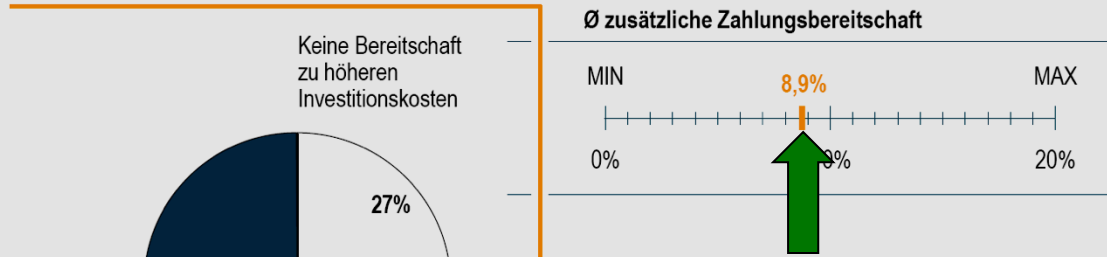 Keine Bereitschaft
zu höheren
Investitionskosten
27%
Ø zusätzliche Zahlungsbereitschaft
MIN
8,9%
MAX
0%
20%